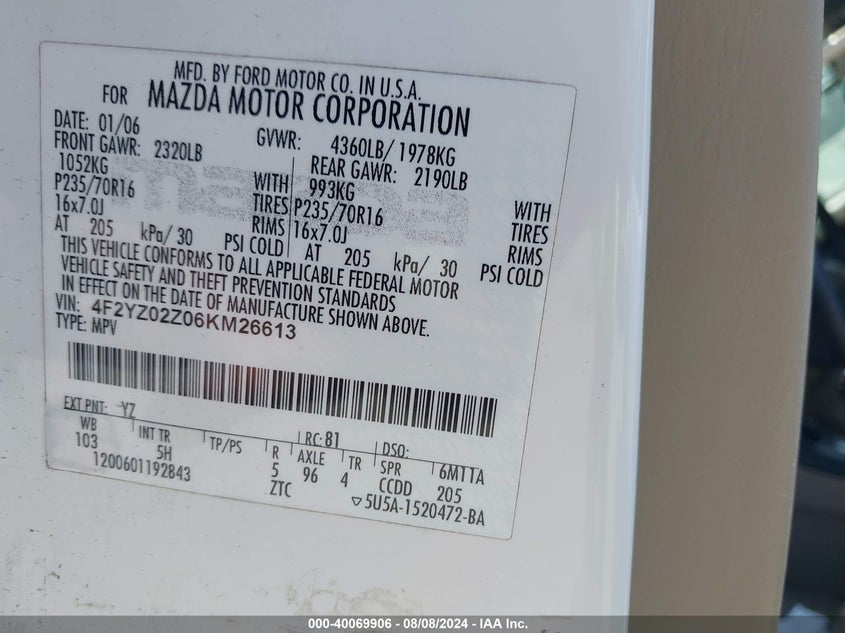 MFD. BY FORD MOTOR CO. IN U.S.A.
FOR MAZDA MOTOR CORPORATION
DATE: 01/06 GVWR: 4360LB/ 1978KG
FRONT GAWR: 2320LB REAR GAWR: 2190LB
1052KG WITH 993KG WITH
P235/70R16 TIRES P235/70R16 TIRES
16x7.0J RIMS 16x7.0J RIMS
AT 205 kPa/ 30 PSI COLD AT 205 kPa/ 30 PSI COLD
THIS VEHICLE CONFORMS TO ALL APPLICABLE FEDERAL MOTOR
VEHICLE SAFETY AND THEFT PREVENTION STANDARDS
IN EFFECT ON THE DATE OF MANUFACTURE SHOWN ABOVE.
VIN: 4F2YZ02Z06KM26613
TYPE: MPV
EXT PNT: YZ RC: 81 DSO:
WB INT TR TP/PS R AXLE TR SPR 6M1TA
103 5H 5 96 4 CCDD 205
1200601192843 ZTC ▽5U5A-1520472-BA
mazda
000-40069906 - 08/08/2024 - IAA Inc.